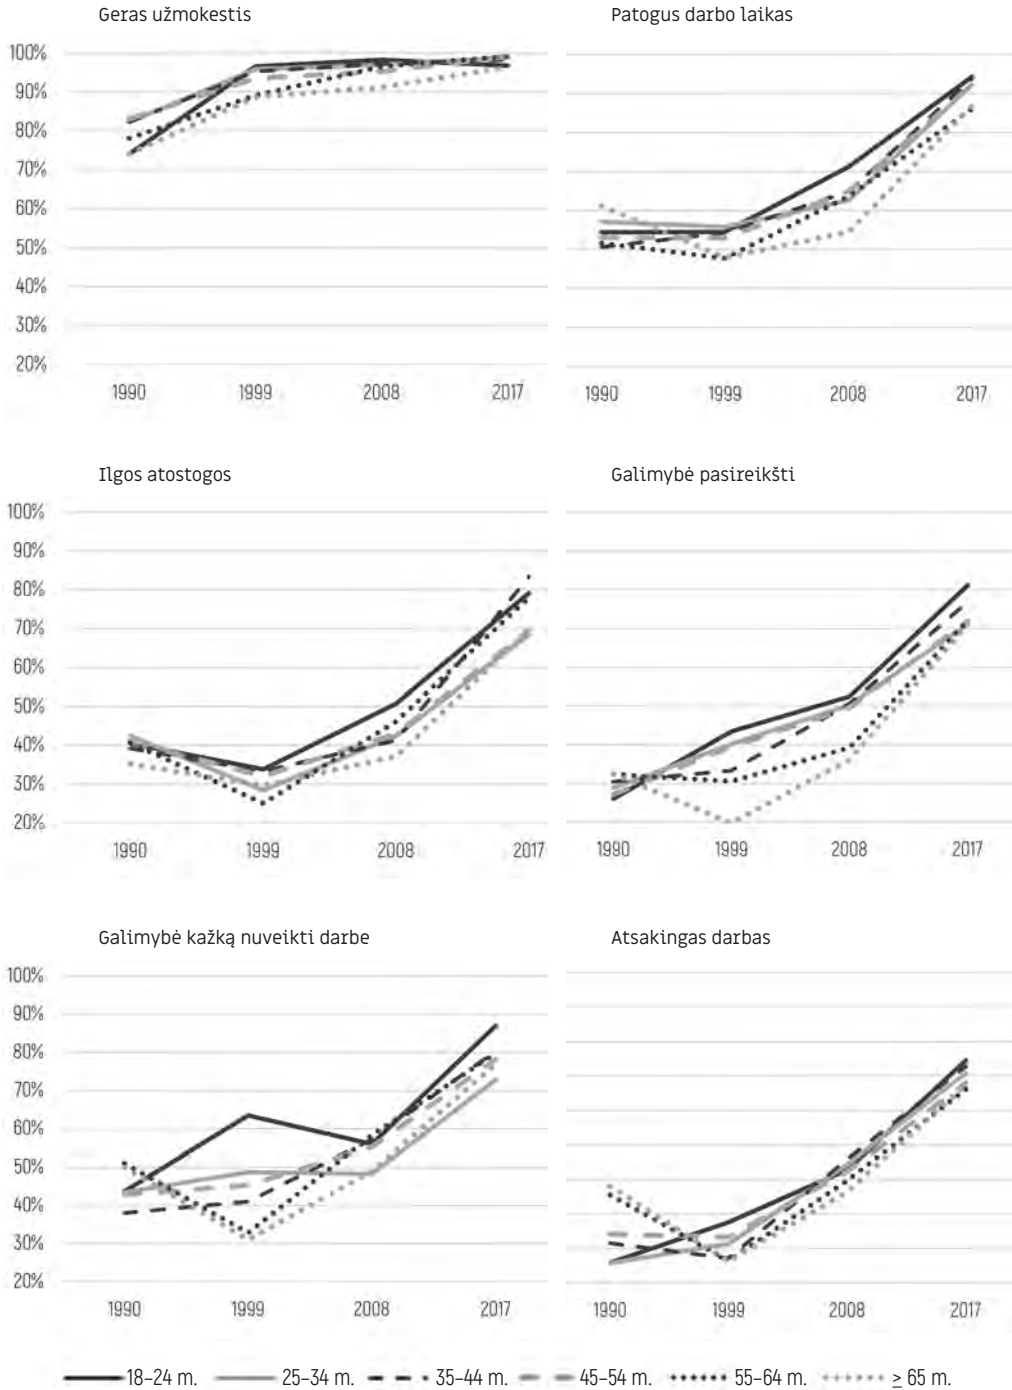 Geras užmokestis
Patogus darbo laikas
100%
90%
80%
70%
60%
50%
40%
30%
20%
1990 1999 2008 2017
1990 1999 2008 2017
Ilgos atostogos
Galimybė pasireikšti
100%
90%
80%
70%
60%
50%
40%
30%
20%
1990 1999 2008 2017
1990 1999 2008 2017
Galimybė kažką nuveikti darbe
Atsakingas darbas
100%
90%
80%
70%
60%
50%
40%
30%
20%
1990 1999 2008 2017
1990 1999 2008 2017
18–24 m. 25–34 m. 35–44 m. 45–54 m. 55–64 m. ≥ 65 m.